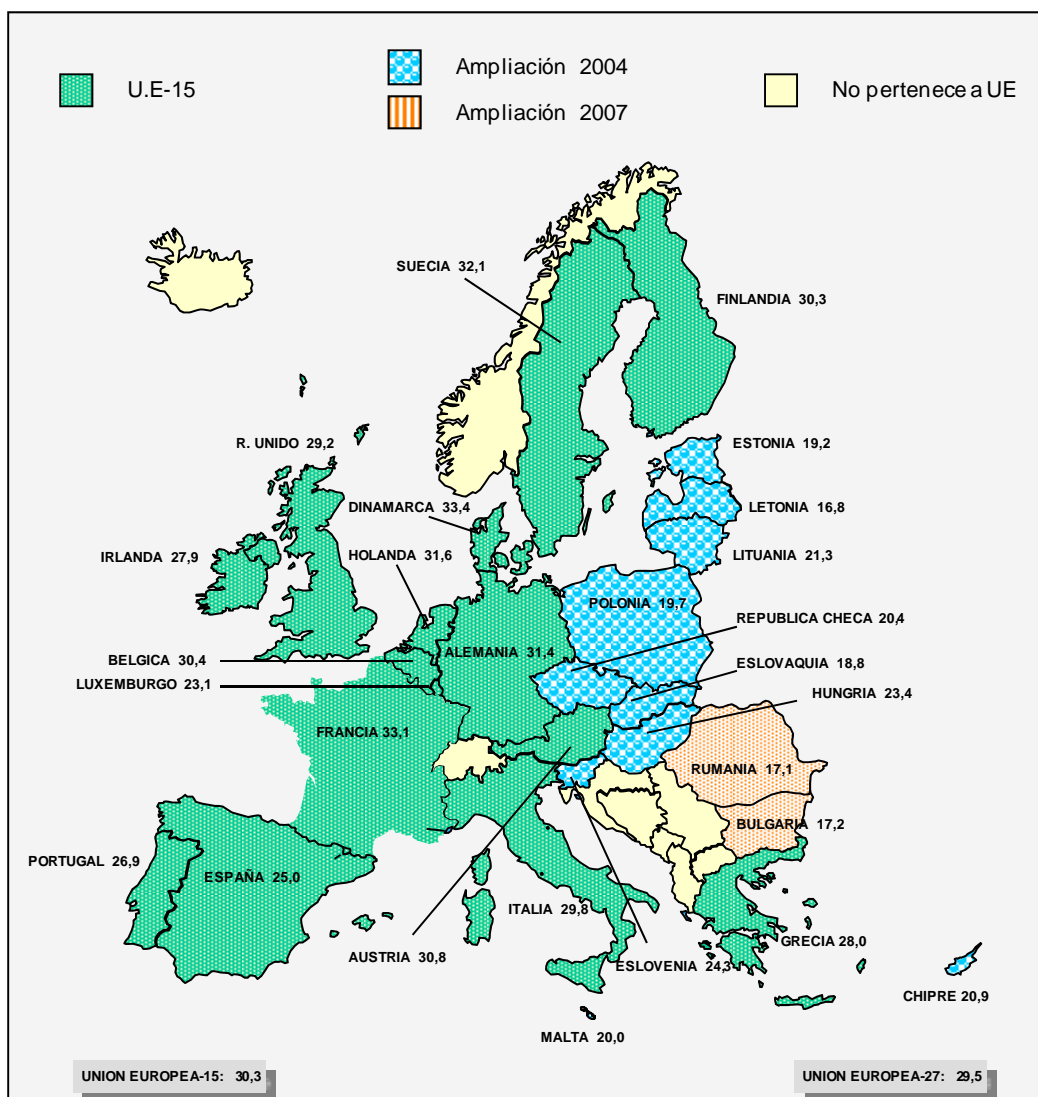 U.E-15
Ampliación 2004
Ampliación 2007
No pertenece a UE
SUECIA 32,1
FINLANDIA 30,3
R. UNIDO 29,2
ESTONIA 19,2
DINAMARCA 33,4
LETONIA 16,8
IRLANDA 27,9
HOLANDA 31,6
LITUANIA 21,3
POLONIA 19,7
REPUBLICA CHECA 20,4
BELGICA 30,4
ALEMANIA 31,4
ESLOVAQUIA 18,8
LUXEMBURGO 23,1
HUNGRIA 23,4
FRANCIA 33,1
RUMANIA 17,1
BULGARIA 17,2
PORTUGAL 26,9
ESPAÑA 25,0
ITALIA 29,8
GRECIA 28,0
AUSTRIA 30,8
ESLOVENIA 24,3
CHIPRE 20,9
MALTA 20,0
UNION EUROPEA-15: 30,3
UNION EUROPEA-27: 29,5